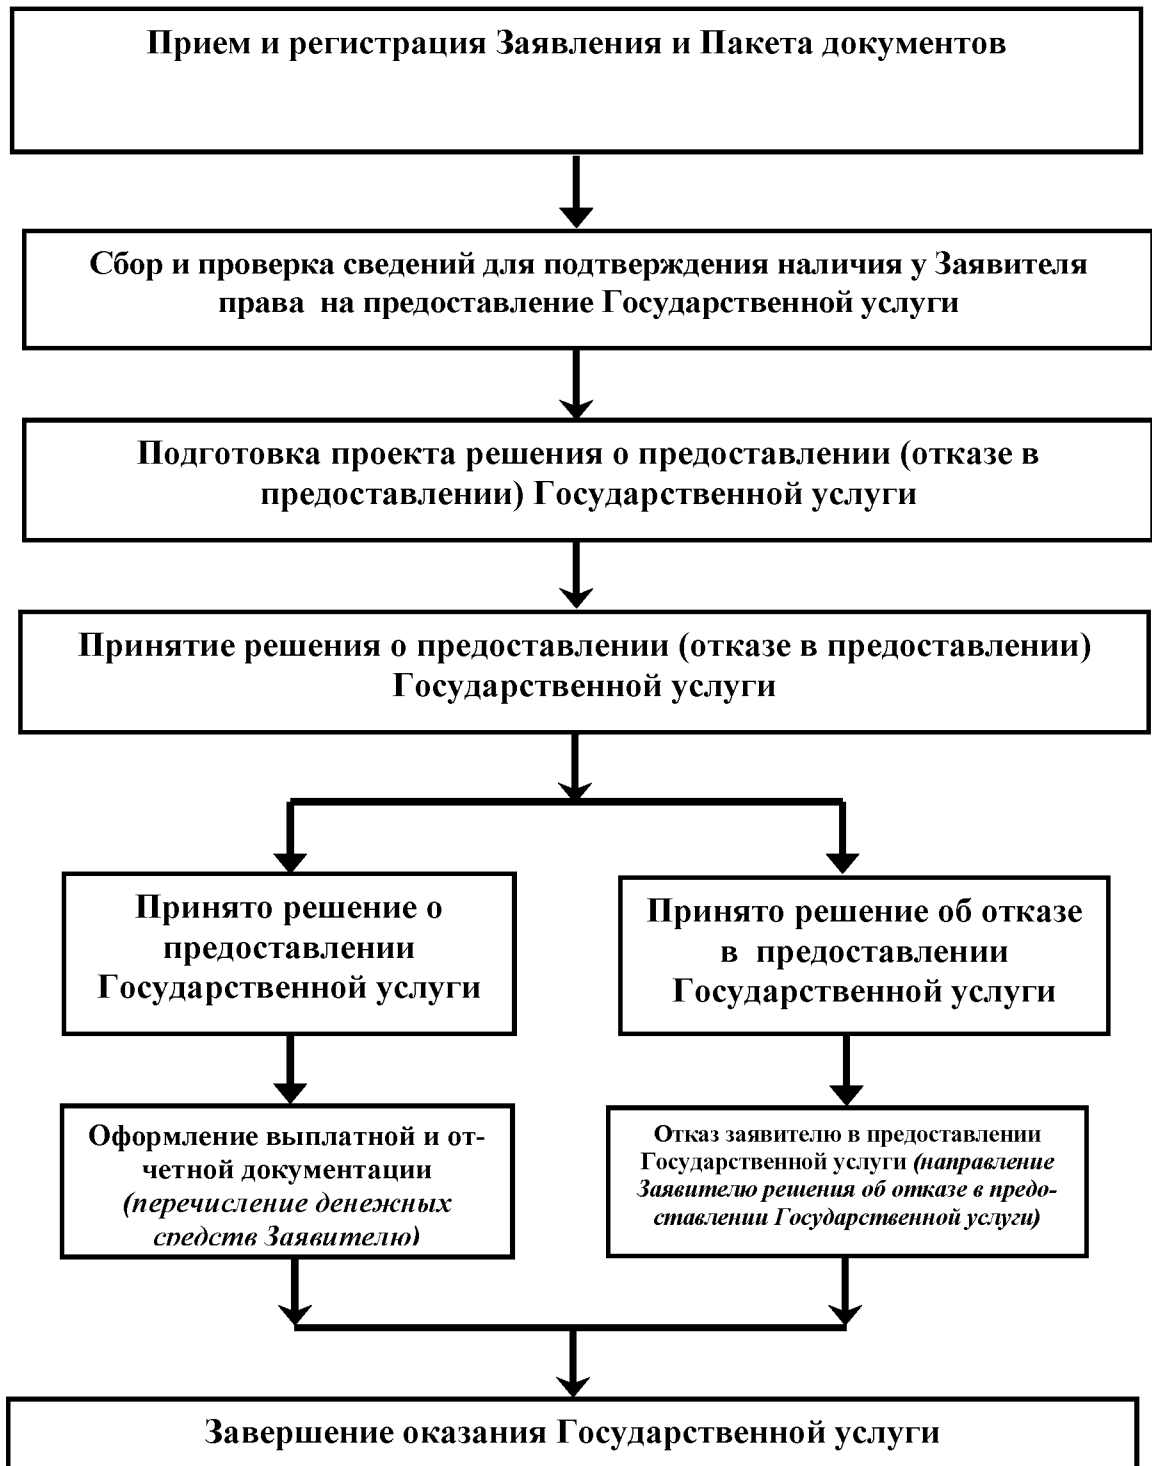 Прием и регистрация Заявления и Пакета документов
Сбор и проверка сведений для подтверждения наличия у Заявителя
права на предоставление Государственной услуги
Подготовка проекта решения о предоставлении (отказе в
предоставлении) Государственной услуги
Принятие решения о предоставлении (отказе в предоставлении)
Государственной услуги
Принято решение о
предоставлении
Государственной услуги
Принято решение об отказе
в предоставлении
Государственной услуги
Оформление выплатной и от-
четной документации
(перечисление денежных
средств Заявителю)
Отказ заявителю в предоставлении
Государственной услуги (направление
Заявителю решения об отказе в предо-
ставлении Государственной услуги)
Завершение оказания Государственной услуги